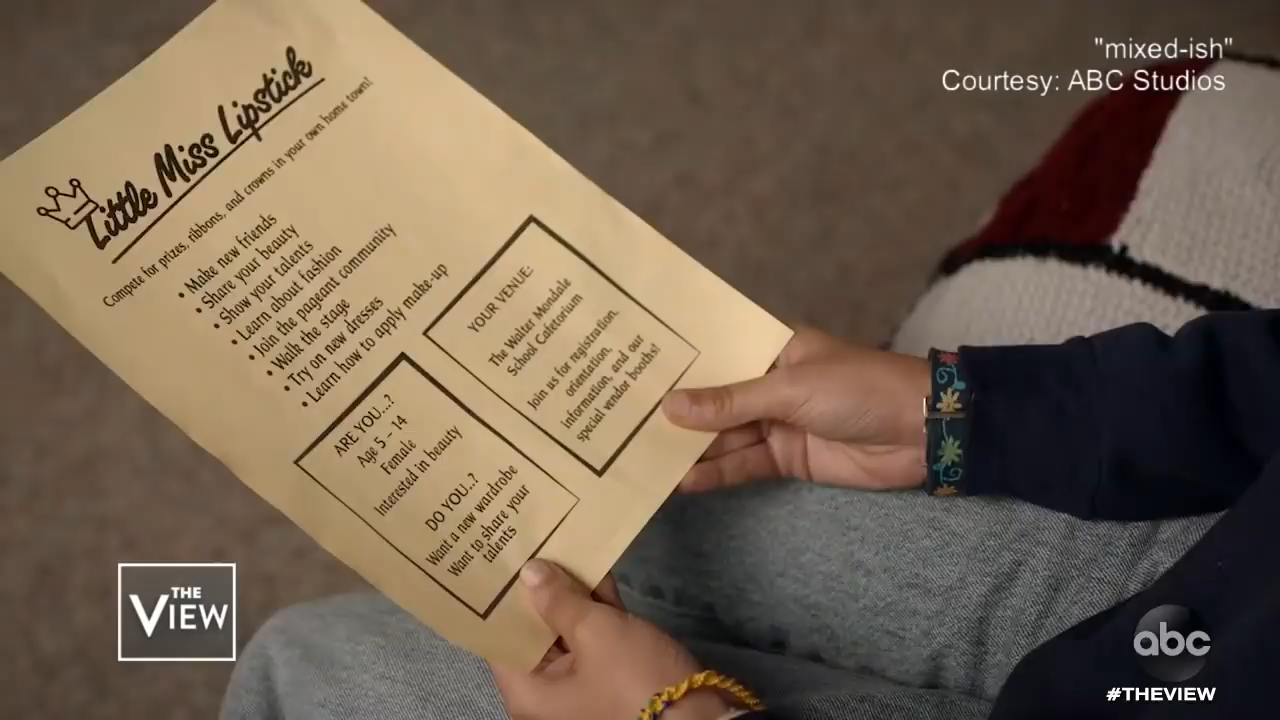 "mixed-ish"
Courtesy: ABC Studios
Little Miss Lipstick
Compete for prizes, ribbons, and crowns in your own home town!
• Make new friends
• Share your beauty
• Show your talents
• Learn about fashion
• Join the pageant community
• Walk the stage
• Try on new dresses
• Learn how to apply make-up
ARE YOU...?
Age 5 - 14
Female
Interested in beauty
DO YOU..?
Want a new wardrobe
Want to share your
talents
YOUR VENUE:
The Walter Mondale
School Cafetorium
Join us for registration,
orientation,
information, and our
special vendor booths!
THE
VIEW
abc
#THEVIEW